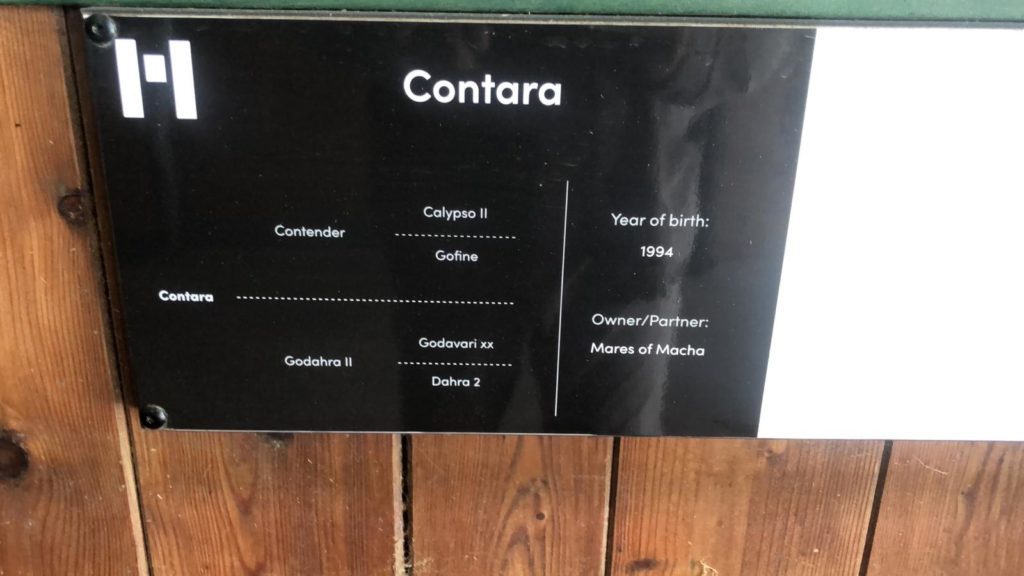 Contara
Calypso II
Contender
Gofine
Contara
Godavari xx
Godahra II
Dahra 2
Year of birth:
1994
Owner/Partner:
Mares of Macha